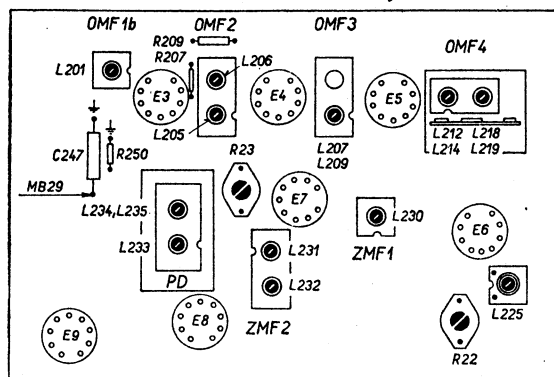 OMF1b
OMF2
OMF3
OMF4
R209
R207
L201
L206
E3
E4
E5
L205
L207
L209
L212
L218
L214
L219
C247
R250
R23
MB29
L234, L235
L233
PD
E7
L230
ZMF1
E6
L231
L232
ZMF2
L225
E9
E8
R22